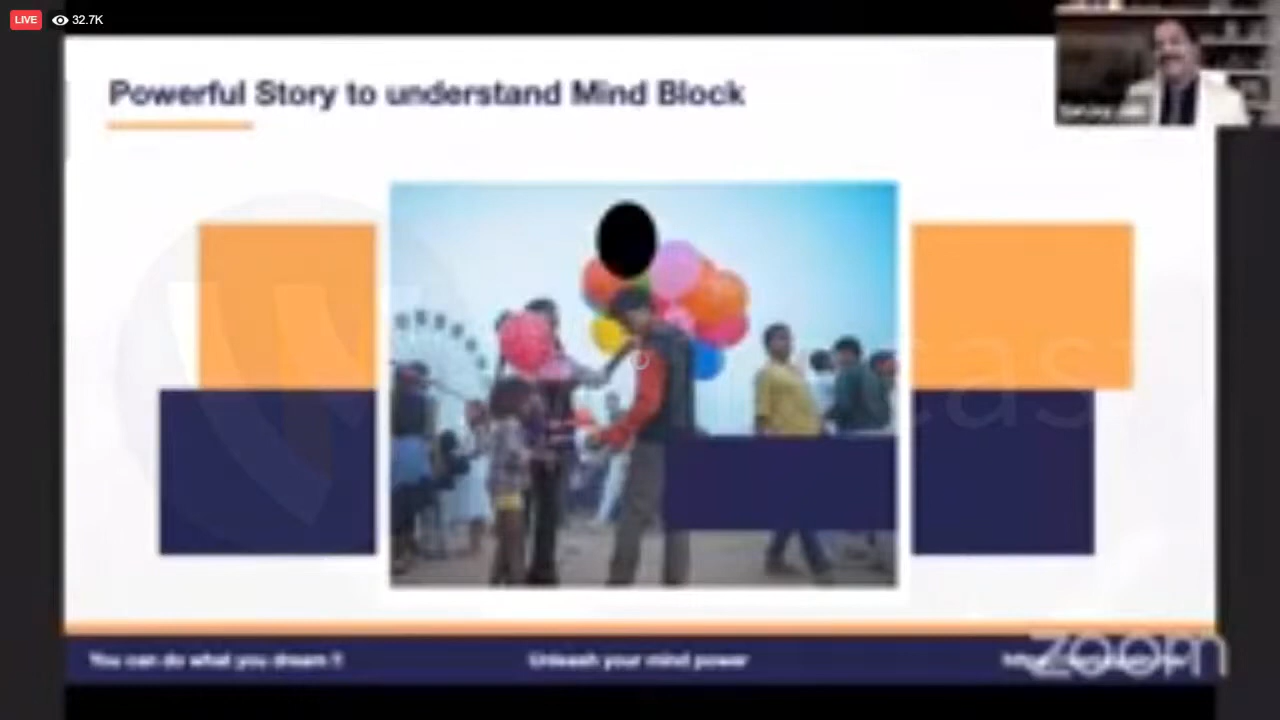 LIVE 32.7K
Powerful Story to understand Mind Block
You can do what you dream !!
Unleash your mind power
zoom